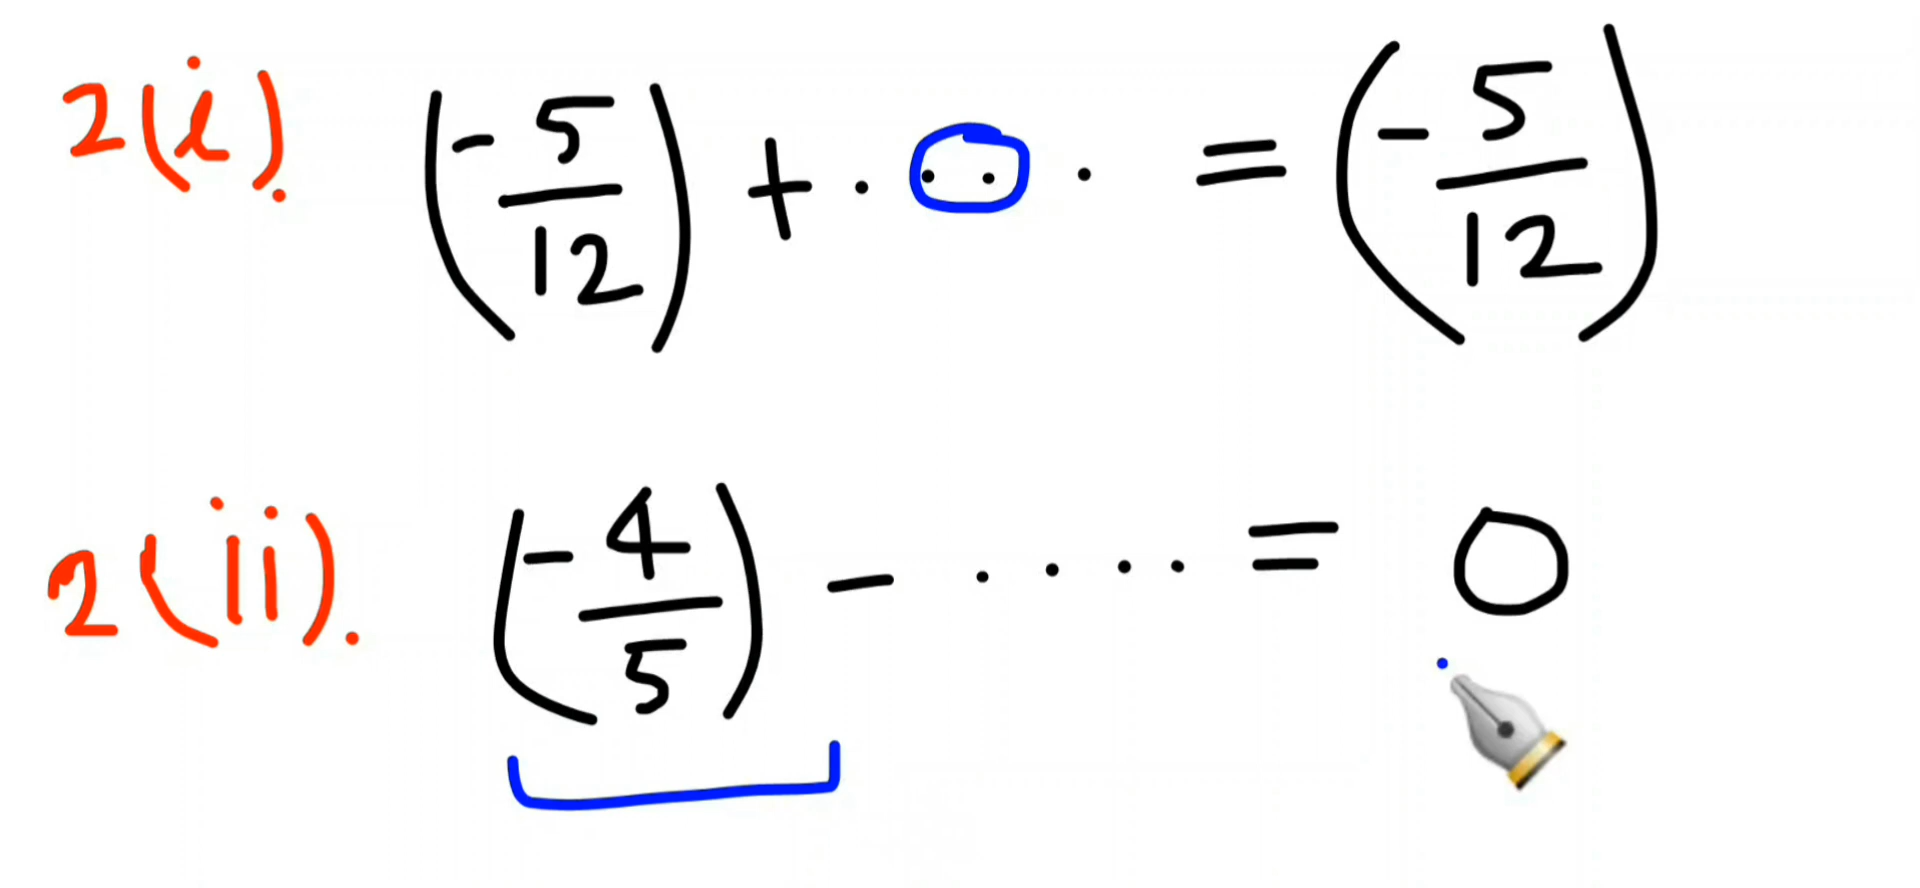 2(i). (-5/12) + .... = (-5/12)
2(ii). (-4/5) - .... = 0